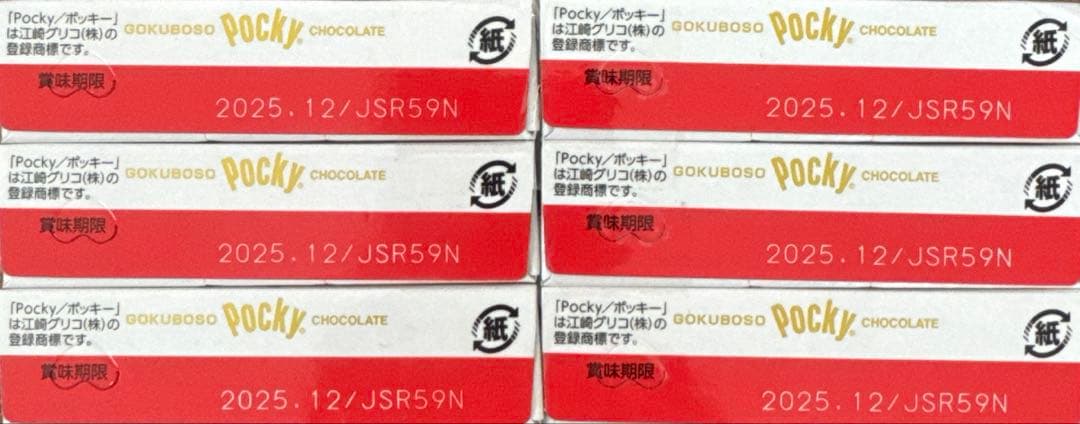 「Pocky／ポッキー」
は江崎グリコ(株)の
登録商標です。
GOKUBOSO Pocky® CHOCOLATE
紙
賞味期限
2025.12/JSR59N
「Pocky／ポッキー」
は江崎グリコ(株)の
登録商標です。
GOKUBOSO Pocky® CHOCOLATE
紙
賞味期限
2025.12/JSR59N
「Pocky／ポッキー」
は江崎グリコ(株)の
登録商標です。
GOKUBOSO Pocky® CHOCOLATE
紙
賞味期限
2025.12/JSR59N
「Pocky／ポッキー」
は江崎グリコ(株)の
登録商標です。
GOKUBOSO Pocky® CHOCOLATE
紙
賞味期限
2025.12/JSR59N
「Pocky／ポッキー」
は江崎グリコ(株)の
登録商標です。
GOKUBOSO Pocky® CHOCOLATE
紙
賞味期限
2025.12/JSR59N
「Pocky／ポッキー」
は江崎グリコ(株)の
登録商標です。
GOKUBOSO Pocky® CHOCOLATE
紙
賞味期限
2025.12/JSR59N